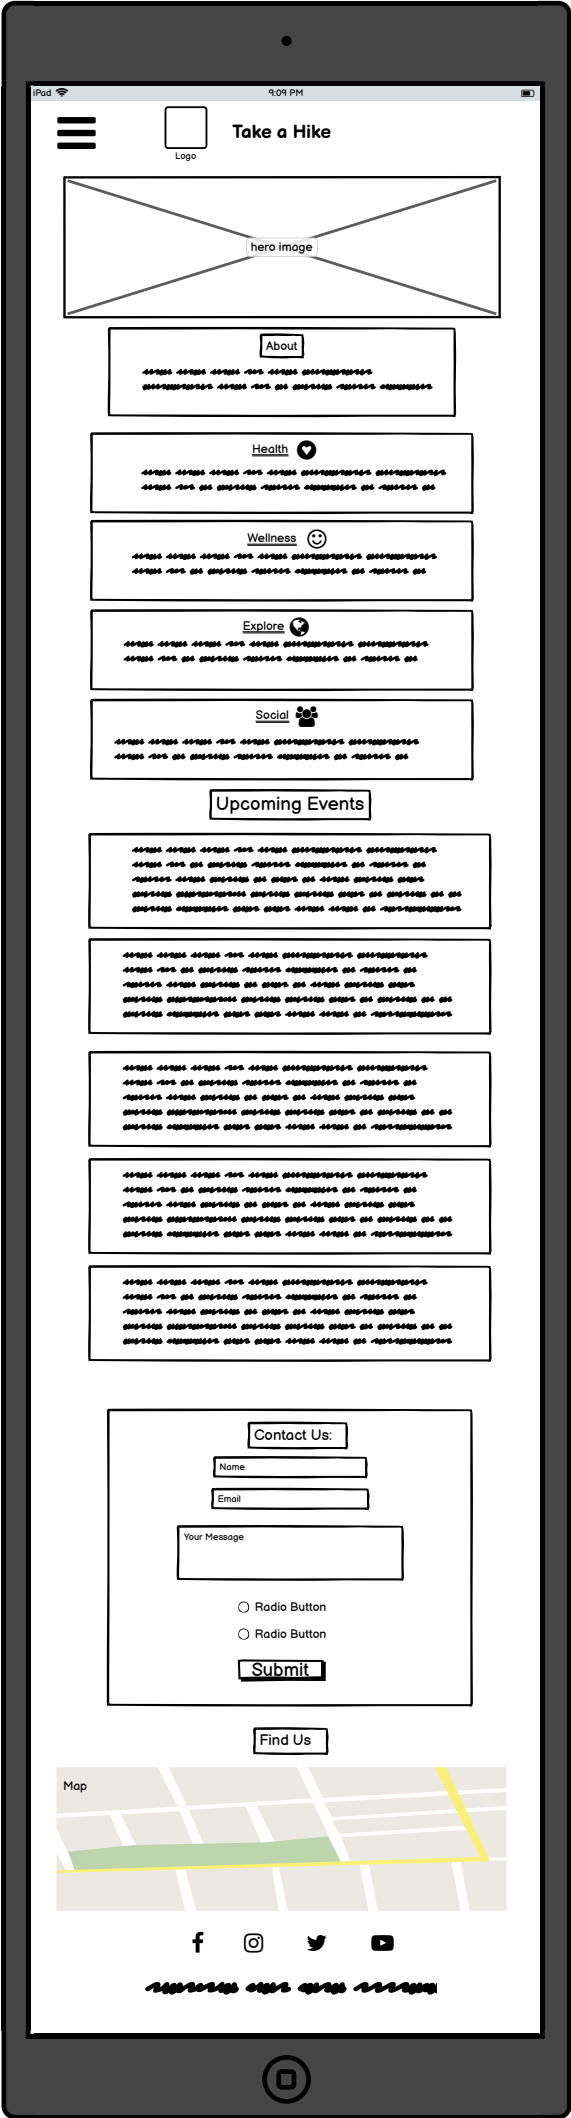 iPad
9:09 PM
Logo
Take a Hike
hero image
About
Health
Wellness
Explore
Social
Upcoming Events
Contact Us:
Name
Email
Your Message
Radio Button
Radio Button
Submit
Find Us
Map